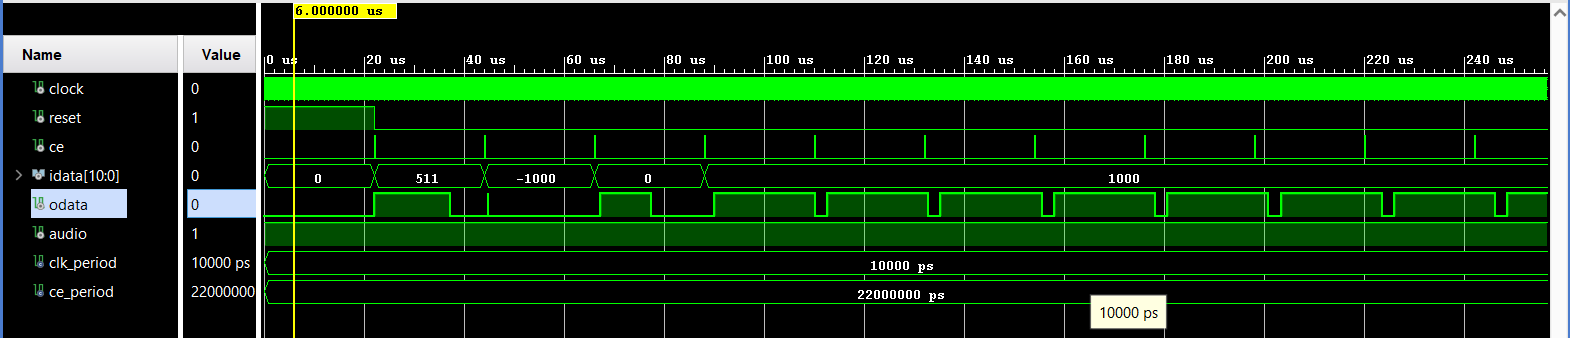 6.000000 us
Name Value
0 us 20 us 40 us 60 us 80 us 100 us 120 us 140 us 160 us 180 us 200 us 220 us 240 us
clock 0
reset 1
ce 0
idata[10:0] 0 0 511 -1000 0 1000
odata 0
audio 1
clk_period 10000 ps 10000 ps
ce_period 22000000 22000000 ps
10000 ps